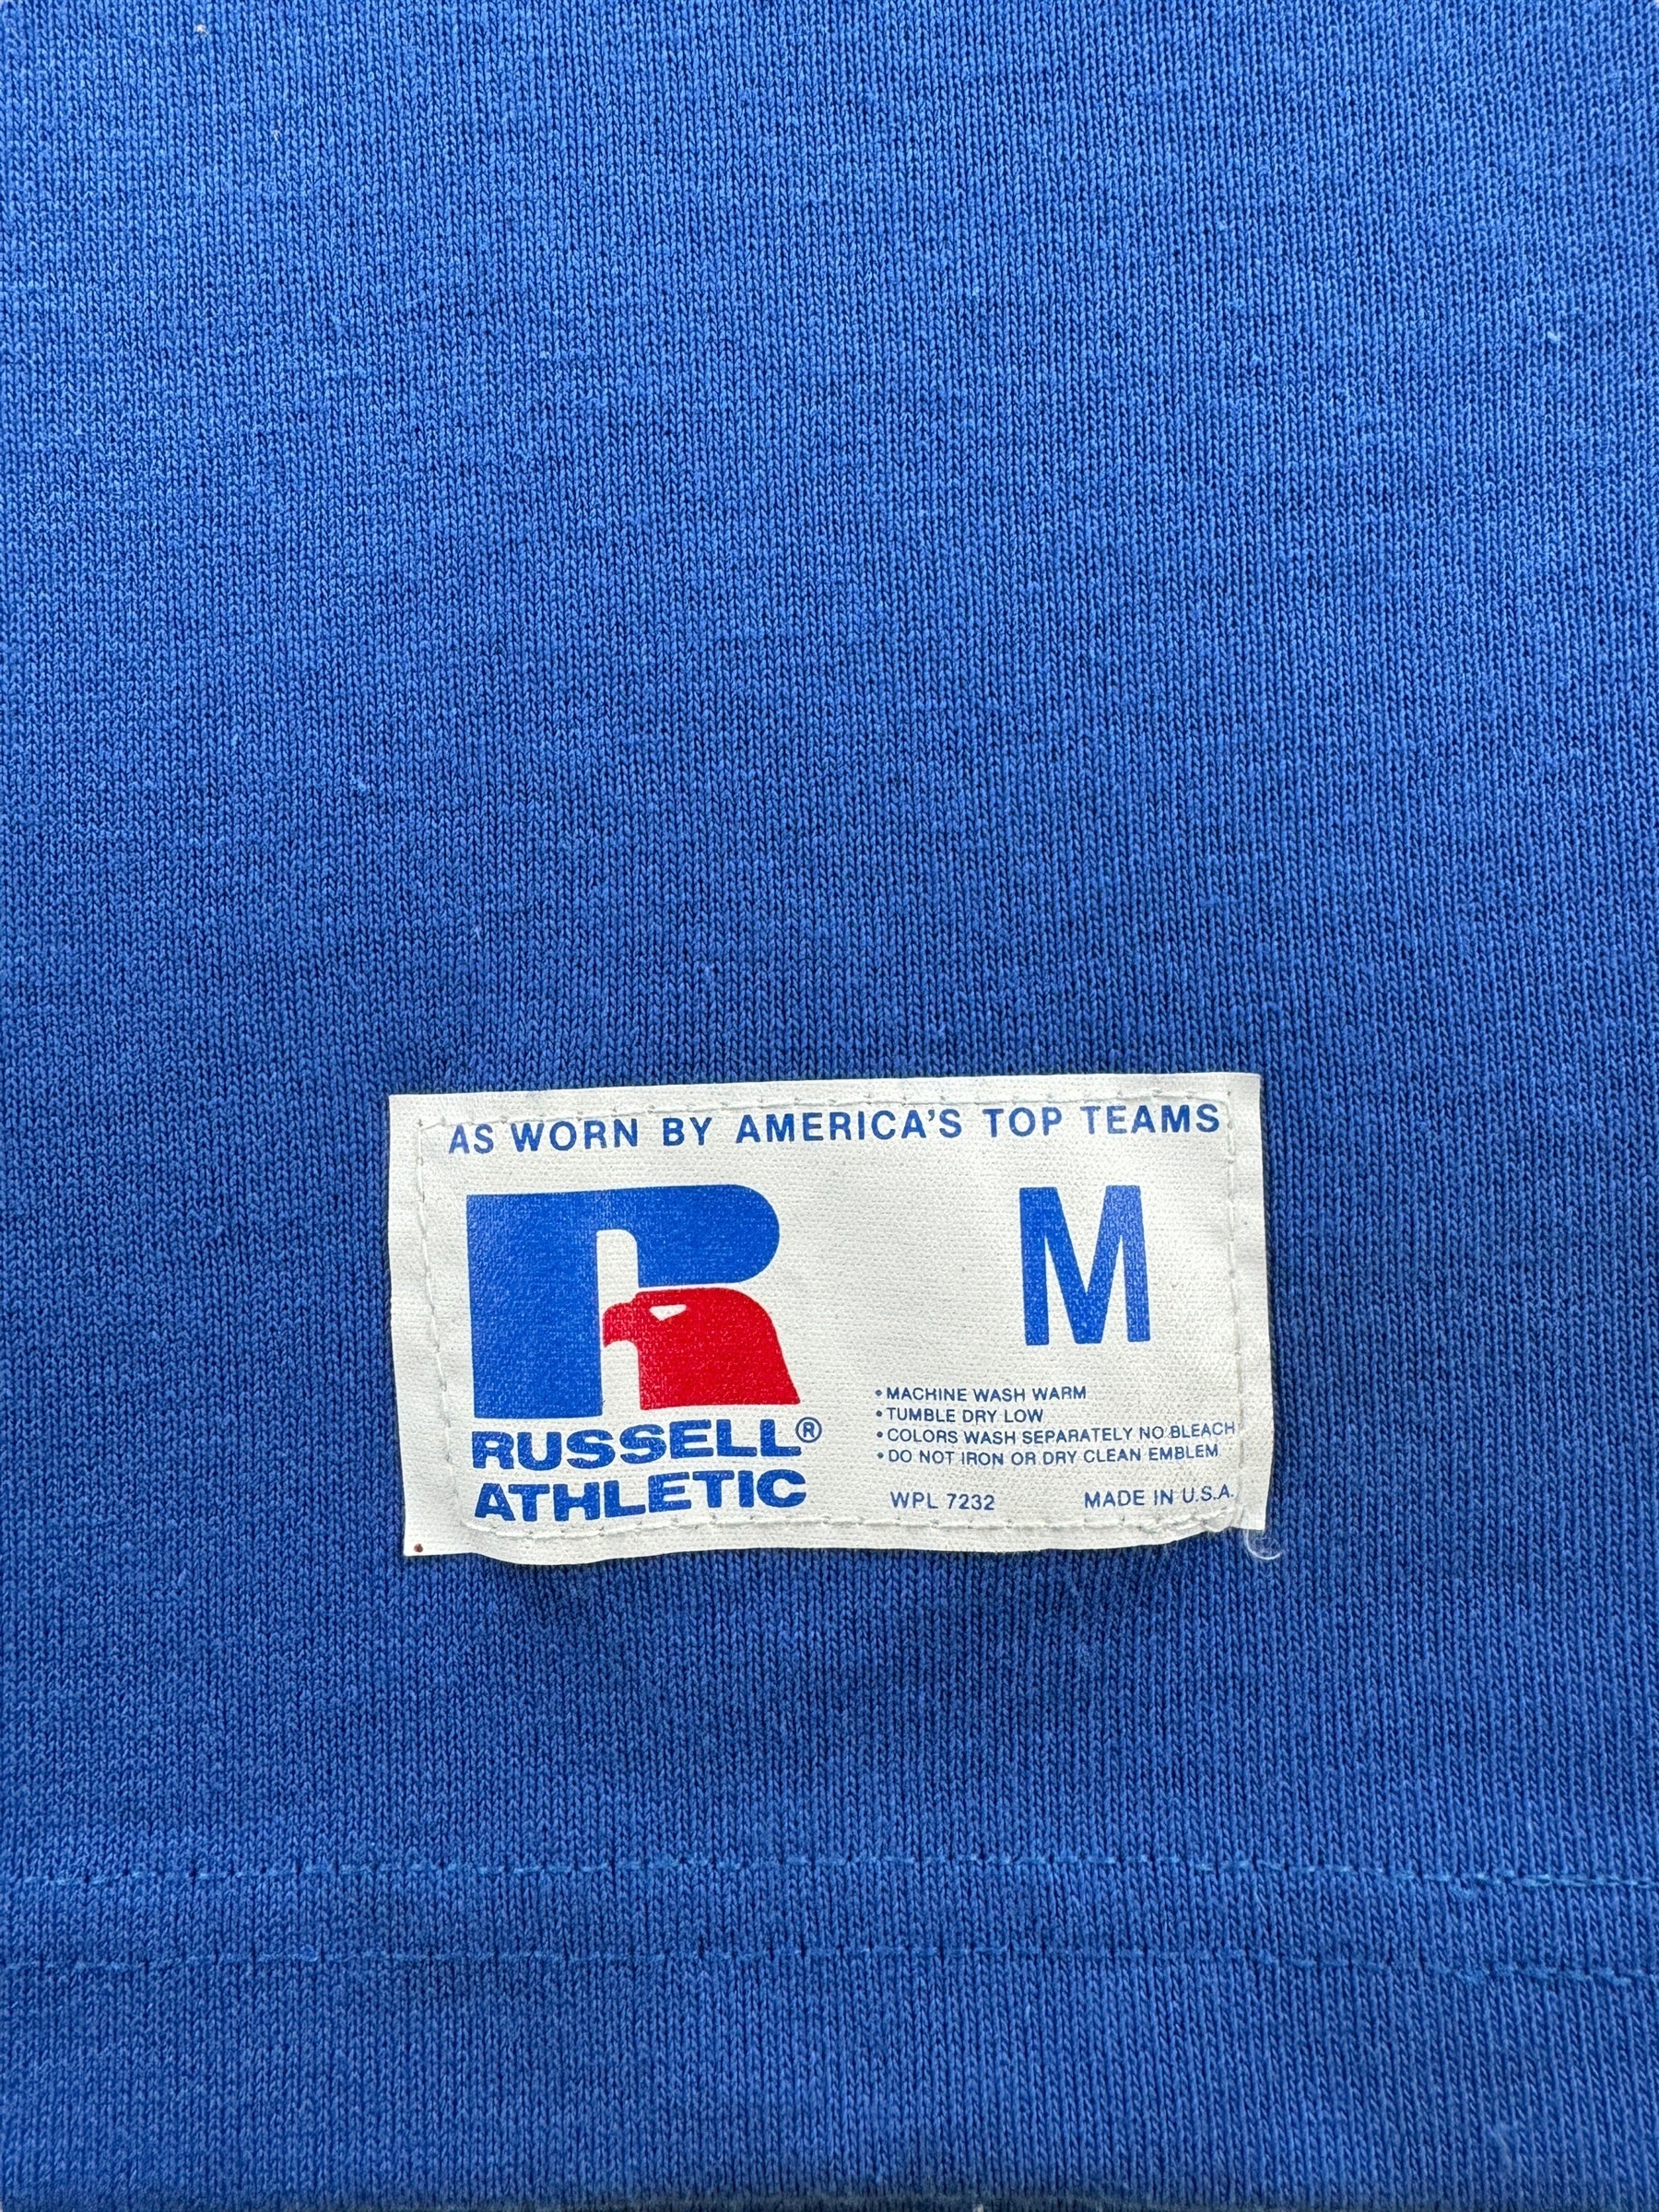 AS WORN BY AMERICA'S TOP TEAMS
R
M
RUSSELL®
ATHLETIC
• MACHINE WASH WARM
• TUMBLE DRY LOW
• COLORS WASH SEPARATELY NO BLEACH
• DO NOT IRON OR DRY CLEAN EMBLEM
WPL 7232 MADE IN U.S.A.